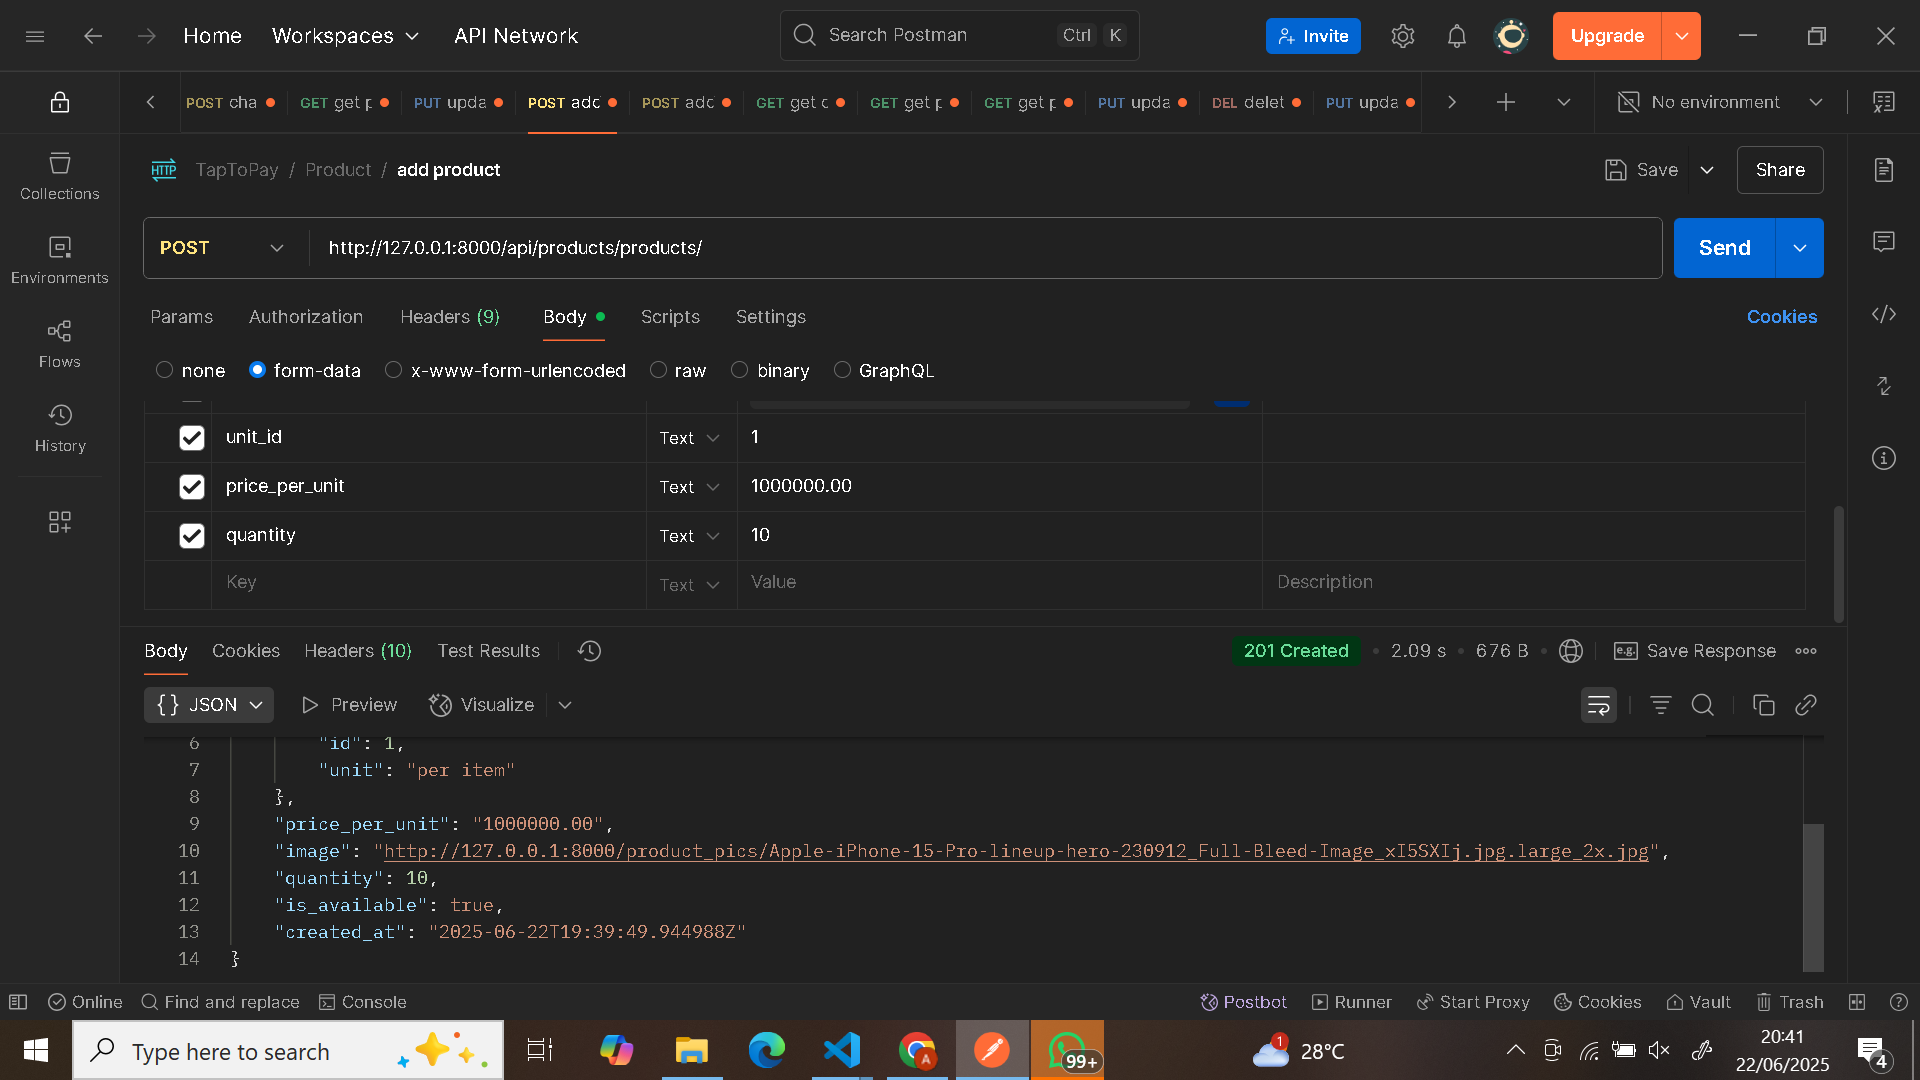 Home Workspaces API Network Search Postman Ctrl K Invite Upgrade
POST cha GET get p PUT upda POST adc POST adc GET get c GET get p GET get p PUT upda DEL delet PUT upda No environment
HTTP TapToPay / Product / add product Save Share
Collections
POST http://127.0.0.1:8000/api/products/products/ Send
Environments
Params Authorization Headers (9) Body Scripts Settings Cookies
Flows
none form-data x-www-form-urlencoded raw binary GraphQL
History
unit_id Text 1
price_per_unit Text 1000000.00
quantity Text 10
Key Text Value Description
Body Cookies Headers (10) Test Results 201 Created • 2.09 s • 676 B • e.g. Save Response
{} JSON Preview Visualize
6 "id": 1,
7 "unit": "per item"
8 },
9 "price_per_unit": "1000000.00",
10 "image": "http://127.0.0.1:8000/product_pics/Apple-iPhone-15-Pro-lineup-hero-230912_Full-Bleed-Image_xI5SXIj.jpg.large_2x.jpg",
11 "quantity": 10,
12 "is_available": true,
13 "created_at": "2025-06-22T19:39:49.944988Z"
14 }
Online Find and replace Console Postbot Runner Start Proxy Cookies Vault Trash
Type here to search A 99+ 1 28°C 20:41
22/06/2025 4